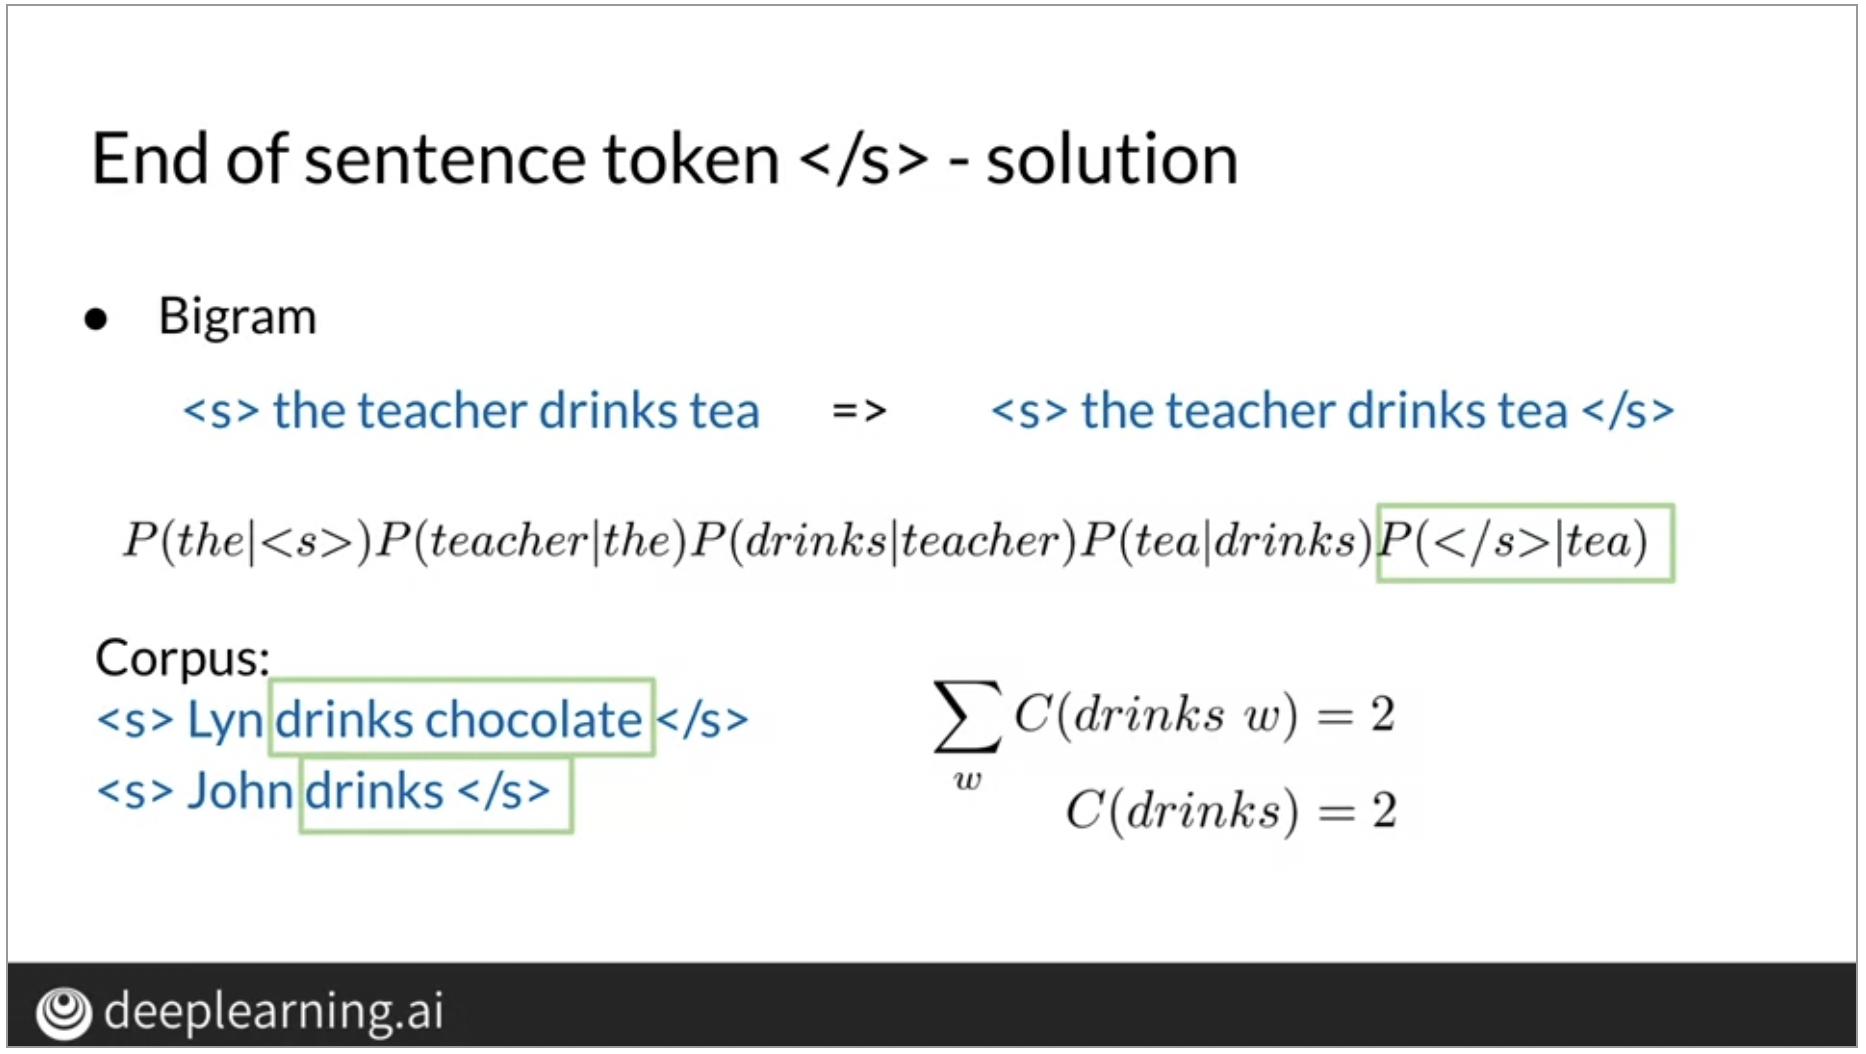 End of sentence token </s> - solution
● Bigram
<s> the teacher drinks tea => <s> the teacher drinks tea </s>
P(the|<s>)P(teacher|the)P(drinks|teacher)P(tea|drinks)P(</s>|tea)
Corpus:
<s> Lyn drinks chocolate </s>
<s> John drinks </s>
∑ C(drinks w) = 2
w
C(drinks) = 2
deeplearning.ai